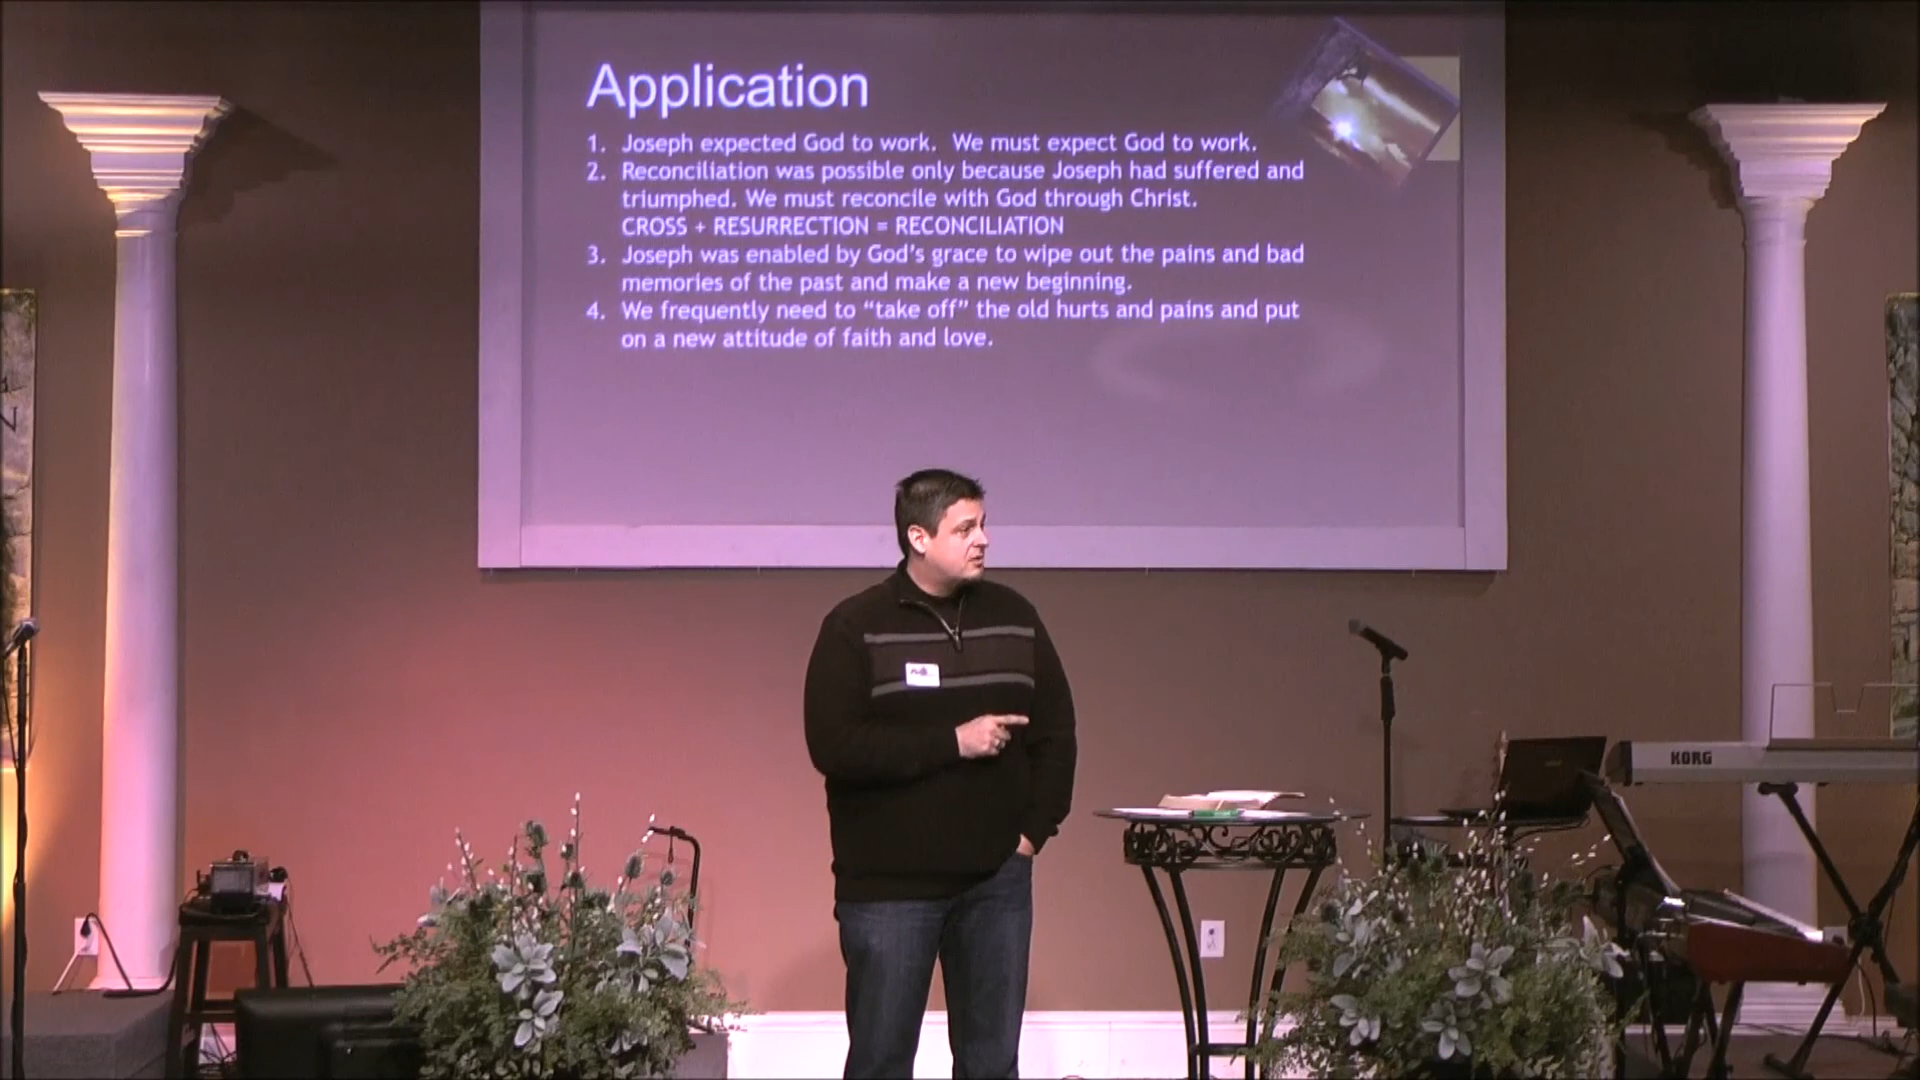 Application
1. Joseph expected God to work. We must expect God to work.
2. Reconciliation was possible only because Joseph had suffered and
triumphed. We must reconcile with God through Christ.
CROSS + RESURRECTION = RECONCILIATION
3. Joseph was enabled by God's grace to wipe out the pains and bad
memories of the past and make a new beginning.
4. We frequently need to “take off” the old hurts and pains and put
on a new attitude of faith and love.
KORG